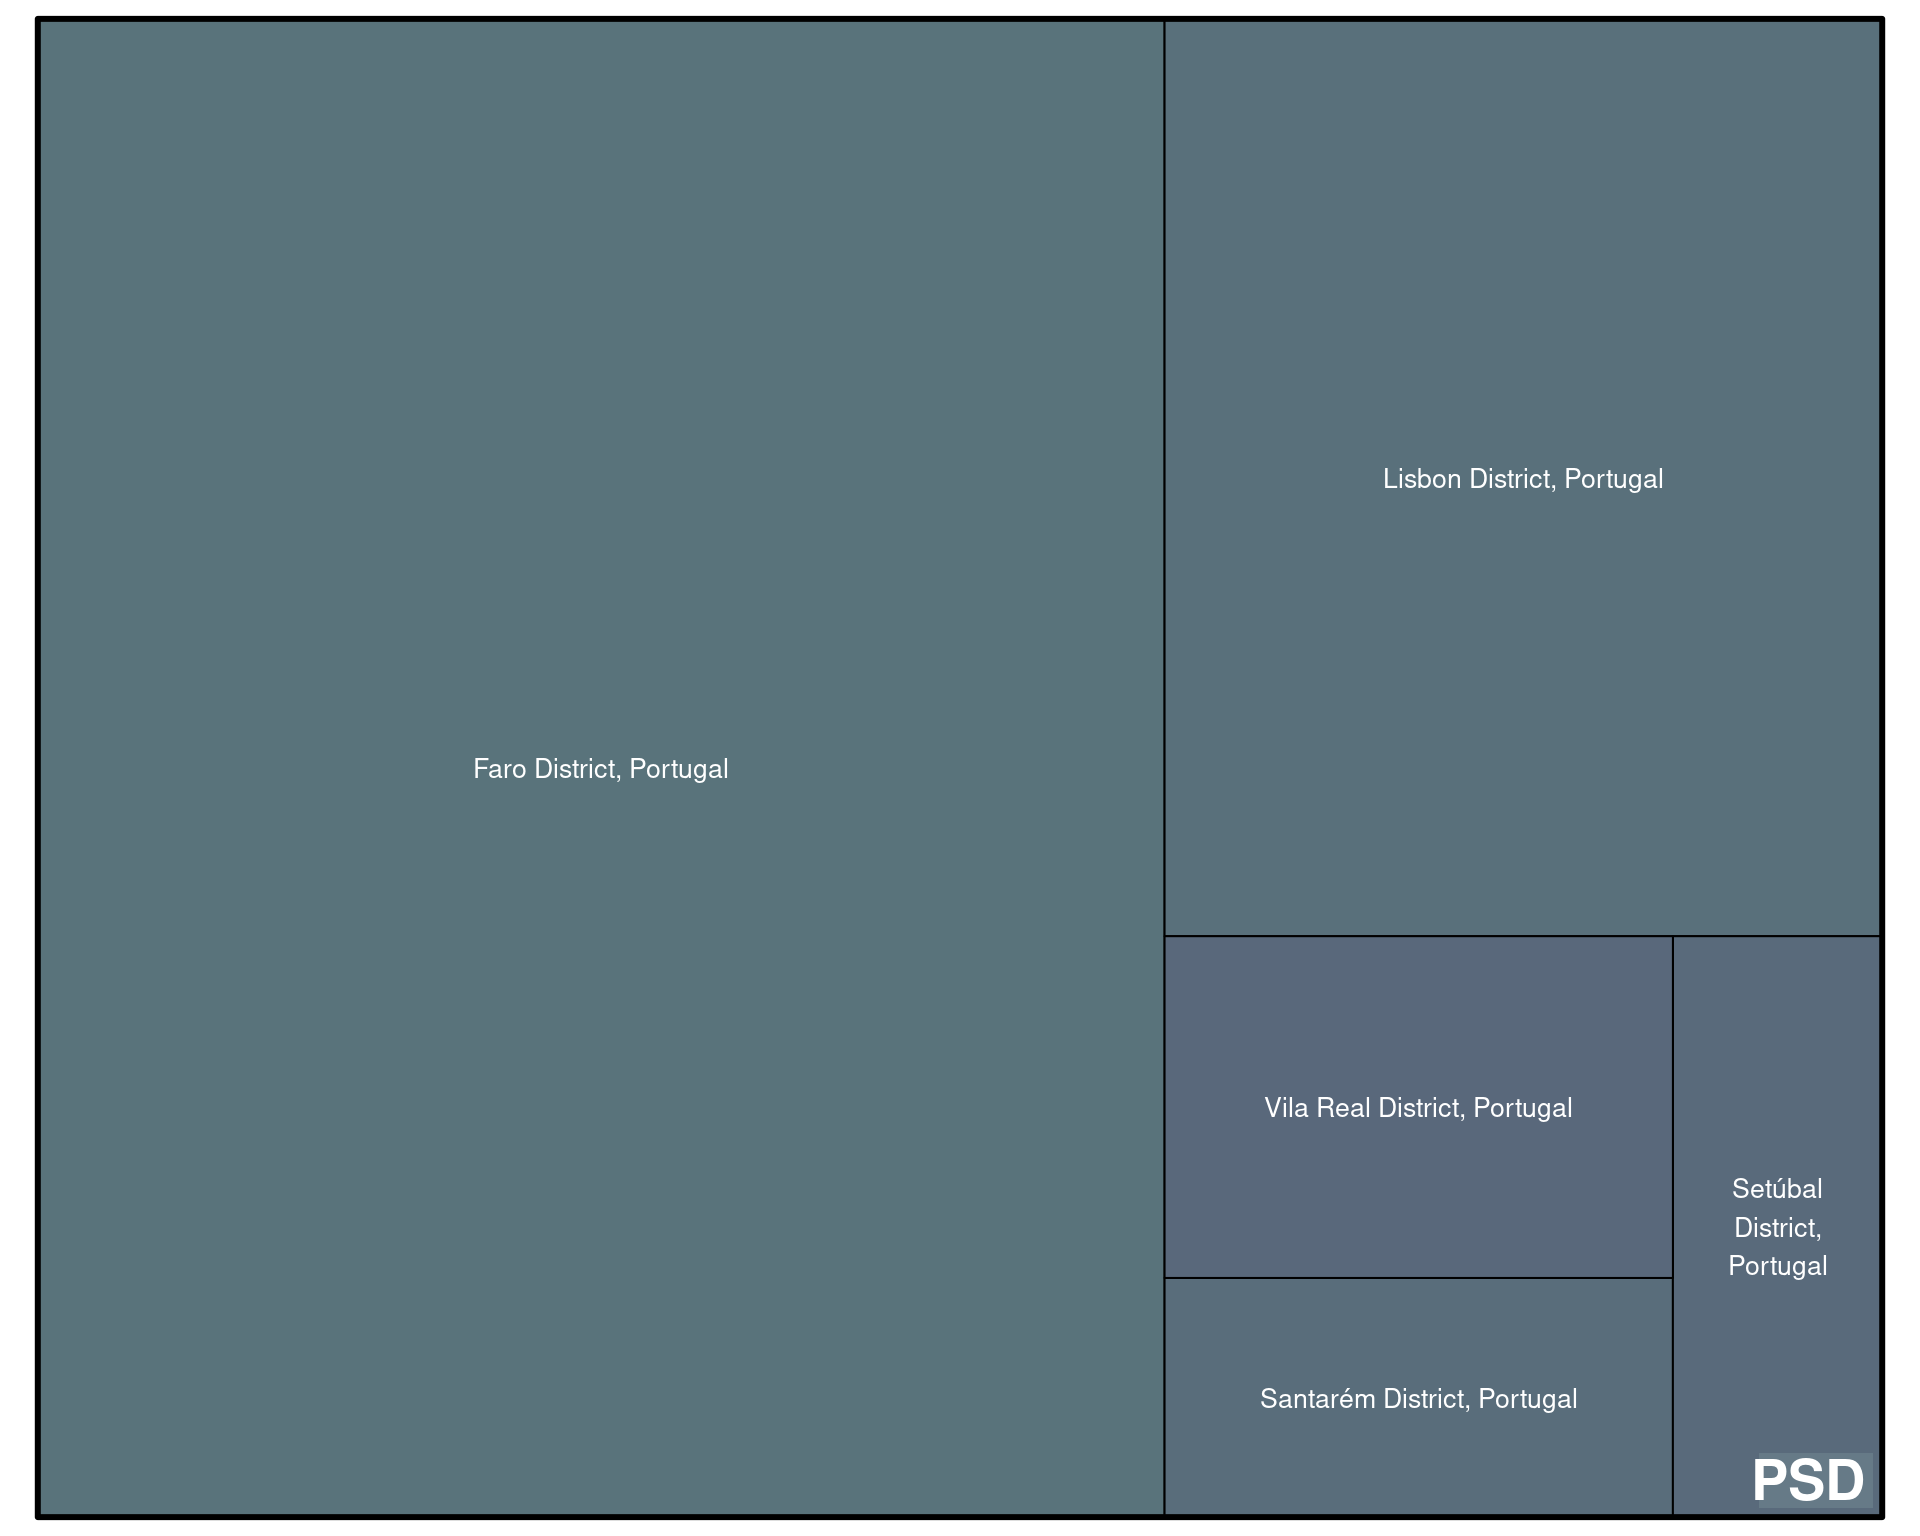 Faro District, Portugal
Lisbon District, Portugal
Vila Real District, Portugal
Setúbal
District,
Portugal
Santarém District, Portugal
PSD